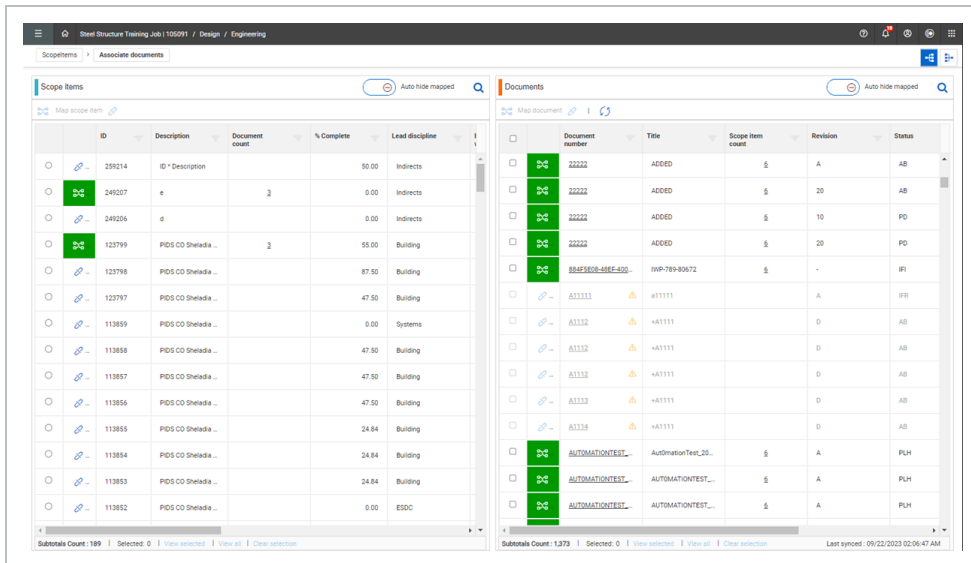 Steel Structure Training Job | 105091 / Design / Engineering
18
ScopeItems > Associate documents
Scope items
Auto hide mapped
Map scope item
ID Description Document count % Complete Lead discipline
259214 ID * Description 50.00 Indirects
249207 e 3 0.00 Indirects
249206 d 0.00 Indirects
123799 PIDS CO Sheladia ... 3 55.00 Building
123798 PIDS CO Sheladia ... 87.50 Building
123797 PIDS CO Sheladia ... 47.50 Building
113859 PIDS CO Sheladia ... 0.00 Systems
113858 PIDS CO Sheladia ... 47.50 Building
113857 PIDS CO Sheladia ... 47.50 Building
113856 PIDS CO Sheladia ... 47.50 Building
113855 PIDS CO Sheladia ... 24.84 Building
113854 PIDS CO Sheladia ... 24.84 Building
113853 PIDS CO Sheladia ... 24.84 Building
113852 PIDS CO Sheladia ... 0.00 ESDC
Subtotals Count : 189 | Selected: 0 | View selected | View all | Clear selection
Documents
Auto hide mapped
Map document
Document number Title Scope item count Revision Status
22222 ADDED 6 A AB
22222 ADDED 6 20 AB
22222 ADDED 6 10 PD
22222 ADDED 6 20 PD
884F5E08-48EF-400... IWP-789-80672 6 - IFI
A11111 a11111 A IFR
A1112 +A1111 D AB
A1112 +A1111 D AB
A1112 +A1111 D AB
A1113 +A1111 D AB
A1114 +A1111 D AB
AUTOMATIONTEST_... Aut0mationTest_20... 6 A PLH
AUTOMATIONTEST_... AUTOMATIONTEST_... 6 A PLH
AUTOMATIONTEST_... AUTOMATIONTEST_... 6 A PLH
Subtotals Count : 1,373 | Selected: 0 | View selected | View all | Clear selection
Last synced : 09/22/2023 02:06:47 AM